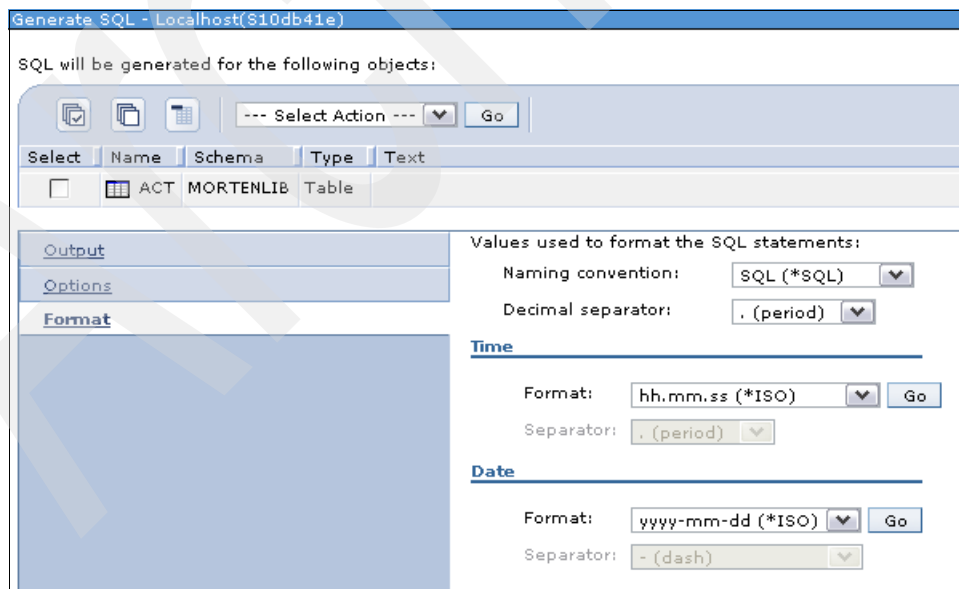 Generate SQL - Localhost(S10db41e)
SQL will be generated for the following objects:
--- Select Action --- Go
Select Name Schema Type Text
ACT MORTENLIB Table
Output
Options
Format
Values used to format the SQL statements:
Naming convention: SQL (*SQL)
Decimal separator: . (period)
Time
Format: hh.mm.ss (*ISO) Go
Separator: . (period)
Date
Format: yyyy-mm-dd (*ISO) Go
Separator: - (dash)